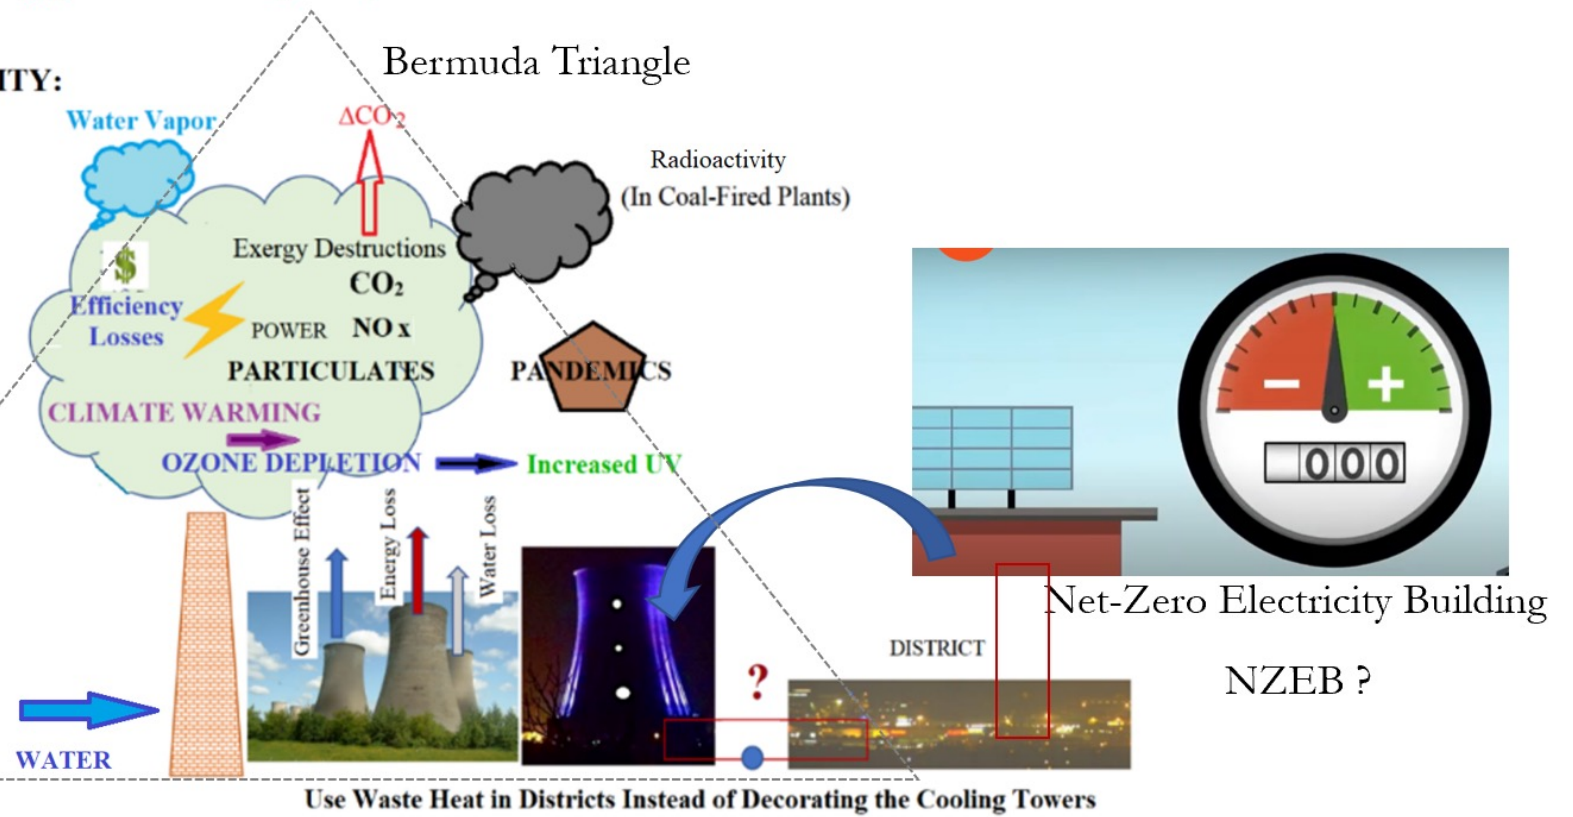 Bermuda Triangle
ITY:
Water Vapor
ΔCO₂
Radioactivity
(In Coal-Fired Plants)
Exergy Destructions
$
CO₂
Efficiency
Losses
POWER
NO x
PARTICULATES
PANDEMICS
CLIMATE WARMING
OZONE DEPLETION
Increased UV
Greenhouse Effect
Energy Loss
Water Loss
− +
000
Net-Zero Electricity Building
DISTRICT
NZEB ?
?
WATER
Use Waste Heat in Districts Instead of Decorating the Cooling Towers